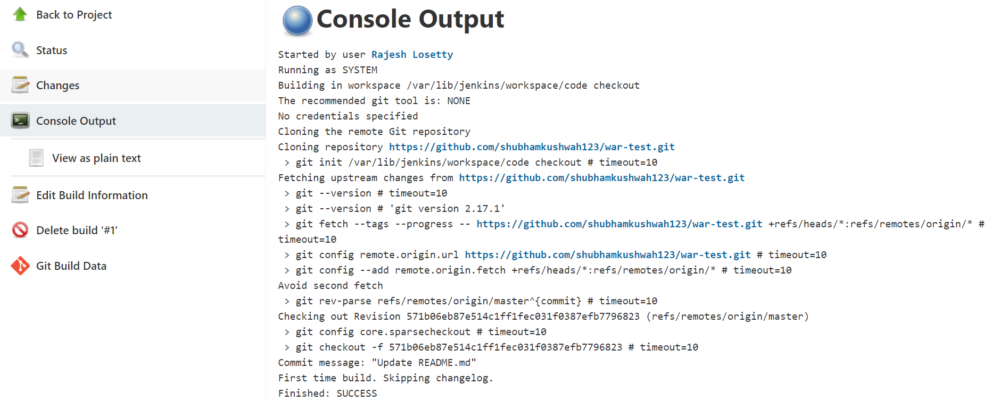 Back to Project
Status
Changes
Console Output
View as plain text
Edit Build Information
Delete build ‘#1’
Git Build Data
Console Output
Started by user Rajesh Losetty
Running as SYSTEM
Building in workspace /var/lib/jenkins/workspace/code checkout
The recommended git tool is: NONE
No credentials specified
Cloning the remote Git repository
Cloning repository https://github.com/shubhamkushwah123/war-test.git
 > git init /var/lib/jenkins/workspace/code checkout # timeout=10
Fetching upstream changes from https://github.com/shubhamkushwah123/war-test.git
 > git --version # timeout=10
 > git --version # 'git version 2.17.1'
 > git fetch --tags --progress -- https://github.com/shubhamkushwah123/war-test.git +refs/heads/*:refs/remotes/origin/* #
timeout=10
 > git config remote.origin.url https://github.com/shubhamkushwah123/war-test.git # timeout=10
 > git config --add remote.origin.fetch +refs/heads/*:refs/remotes/origin/* # timeout=10
Avoid second fetch
 > git rev-parse refs/remotes/origin/master^{commit} # timeout=10
Checking out Revision 571b06eb87e514c1ff1fec031f0387efb7796823 (refs/remotes/origin/master)
 > git config core.sparsecheckout # timeout=10
 > git checkout -f 571b06eb87e514c1ff1fec031f0387efb7796823 # timeout=10
Commit message: "Update README.md"
First time build. Skipping changelog.
Finished: SUCCESS